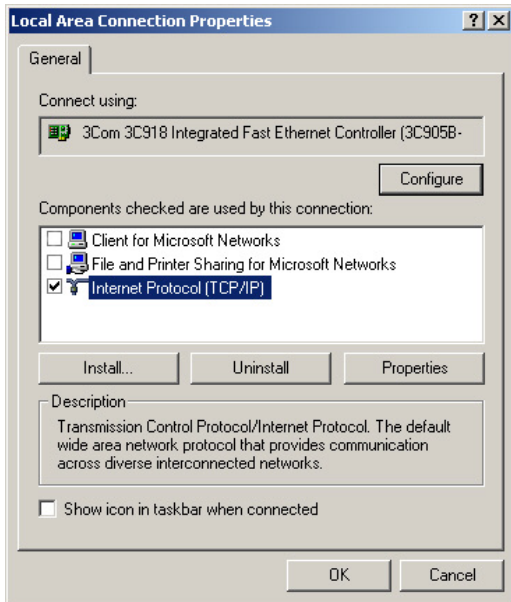 Local Area Connection Properties
General
Connect using:
3Com 3C918 Integrated Fast Ethernet Controller (3C905B-
Configure
Components checked are used by this connection:
Client for Microsoft Networks
File and Printer Sharing for Microsoft Networks
Internet Protocol (TCP/IP)
Install... Uninstall Properties
Description
Transmission Control Protocol/Internet Protocol. The default
wide area network protocol that provides communication
across diverse interconnected networks.
Show icon in taskbar when connected
OK Cancel